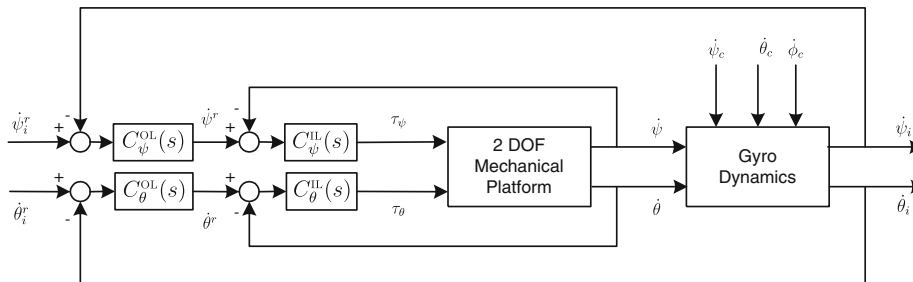 ψ̇_c θ̇_c φ̇_c
- -
ψ̇_i^r + C_ψ^OL(s) ψ̇^r + C_ψ^IL(s) τ_ψ ψ̇ ψ̇_i
2 DOF
Mechanical
Platform
Gyro
Dynamics
θ̇_i^r + C_θ^OL(s) θ̇^r + C_θ^IL(s) τ_θ θ̇ θ̇_i
- -